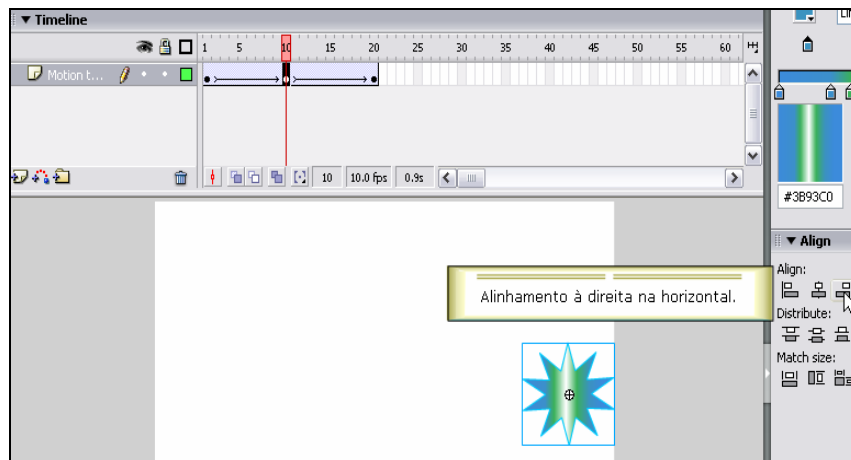 ▼ Timeline
1 5 10 15 20 25 30 35 40 45 50 55 60
Motion t...
10 10.0 fps 0.9s
#3B93C0
▼ Align
Align:
Distribute:
Match size:
Alinhamento à direita na horizontal.